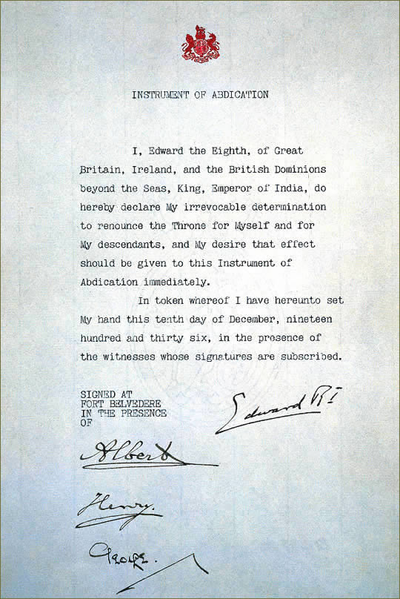 INSTRUMENT OF ABDICATION
I, Edward the Eighth, of Great
Britain, Ireland, and the British Dominions
beyond the Seas, King, Emperor of India, do
hereby declare My irrevocable determination
to renounce the Throne for Myself and for
My descendants, and My desire that effect
should be given to this Instrument of
Abdication immediately.
In token whereof I have hereunto set
My hand this tenth day of December, nineteen
hundred and thirty six, in the presence of
the witnesses whose signatures are subscribed.
SIGNED AT
FORT BELVEDERE
IN THE PRESENCE
OF
Edward RI
Albert
Henry.
George.